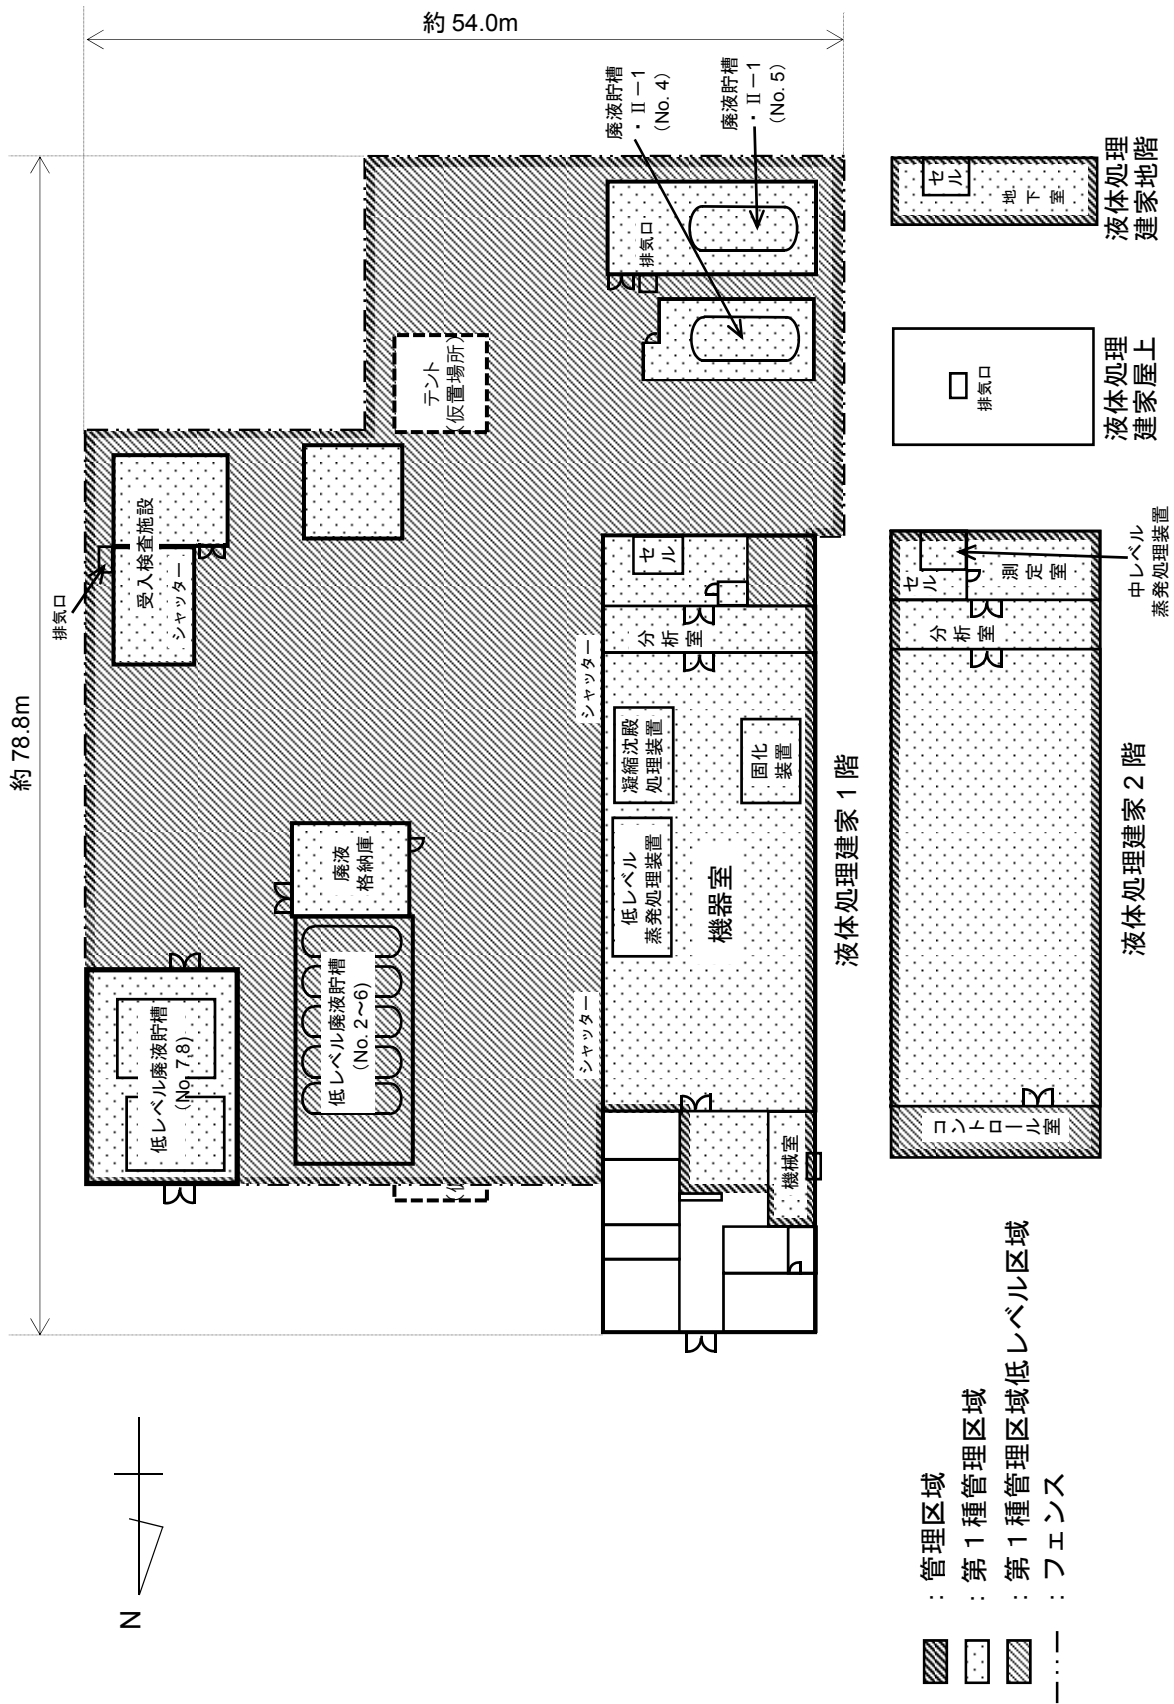 約 78.8m
約 54.0m
排気口
受入検査施設
シャッター
テント
(仮置場所)
廃液貯槽
・Ⅱ－1
(No. 4)
廃液貯槽
・Ⅱ－1
(No. 5)
排気口
低レベル廃液貯槽
(No. 7,8)
低レベル廃液貯槽
(No. 2～6)
廃液
格納庫
シャッター
シャッター
低レベル
蒸発処理装置
凝縮沈殿
処理装置
固化
装置
機器室
分析室
セル
機械室
液体処理建家 1 階
コントロール室
分析室
セル
測定室
中レベル
蒸発処理装置
液体処理建家 2 階
排気口
液体処理
建家屋上
セル
地下室
液体処理
建家地階
N
：管理区域
：第 1 種管理区域
：第 1 種管理区域低レベル区域
：フェンス